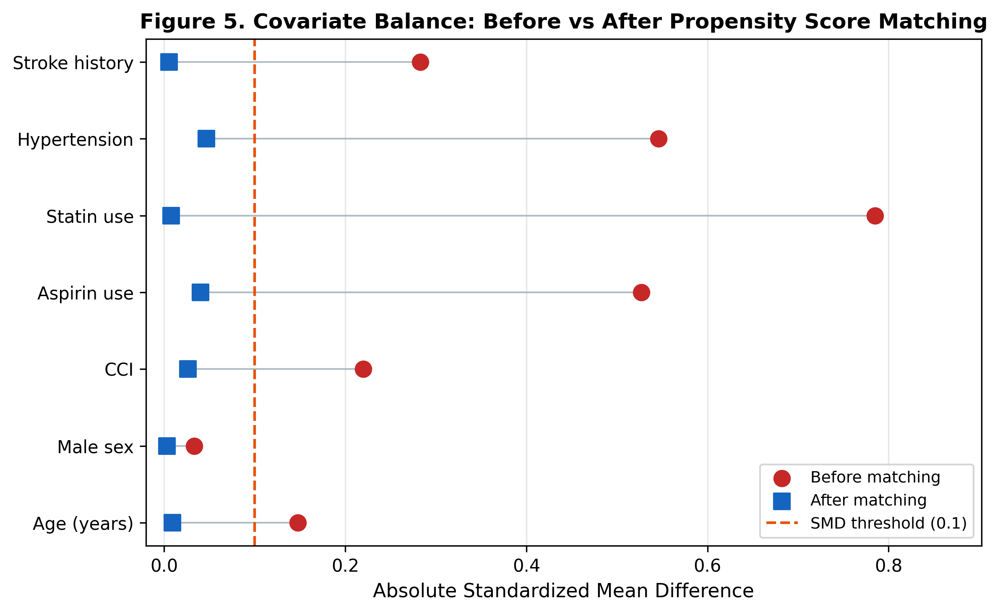 Figure 5. Covariate Balance: Before vs After Propensity Score Matching
Stroke history
Hypertension
Statin use
Aspirin use
CCI
Male sex
Age (years)
Before matching
After matching
SMD threshold (0.1)
0.0 0.2 0.4 0.6 0.8
Absolute Standardized Mean Difference